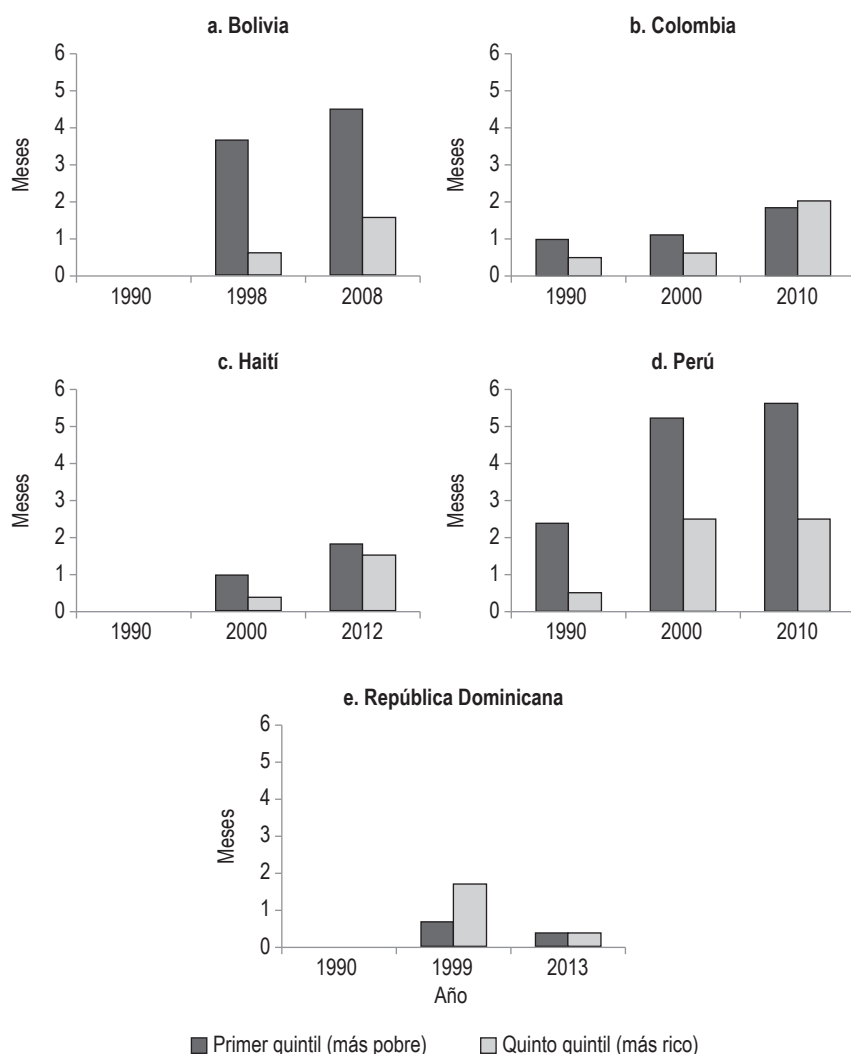 a. Bolivia
6
5
4
3
2
1
0
Meses
1990 1998 2008
b. Colombia
6
5
4
3
2
1
0
Meses
1990 2000 2010
c. Haití
6
5
4
3
2
1
0
Meses
1990 2000 2012
d. Perú
6
5
4
3
2
1
0
Meses
1990 2000 2010
e. República Dominicana
6
5
4
3
2
1
0
Meses
1990 1999 2013
Año
Primer quintil (más pobre) Quinto quintil (más rico)